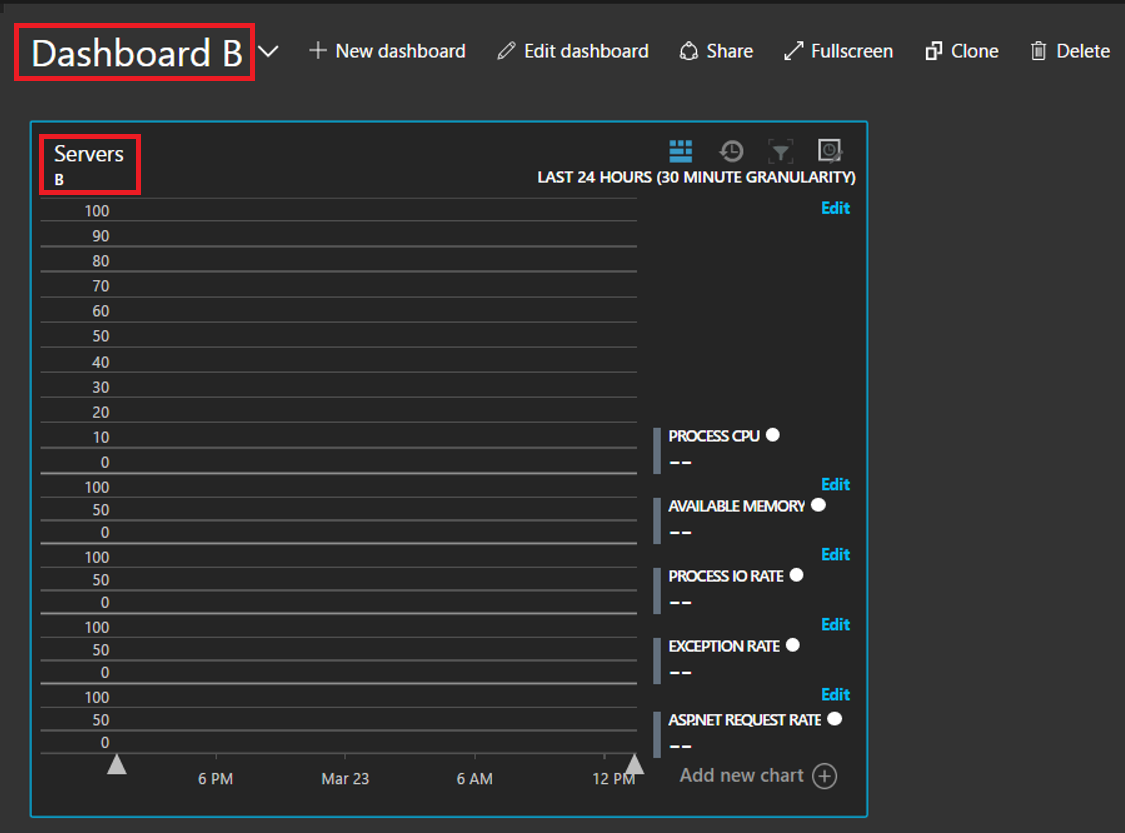 Dashboard B
New dashboard
Edit dashboard
Share
Fullscreen
Clone
Delete
Servers
B
LAST 24 HOURS (30 MINUTE GRANULARITY)
Edit
100
90
80
70
60
50
40
30
20
10
0
PROCESS CPU
--
Edit
100
50
0
AVAILABLE MEMORY
--
Edit
100
50
0
PROCESS IO RATE
--
Edit
100
50
0
EXCEPTION RATE
--
Edit
100
50
0
ASP.NET REQUEST RATE
--
6 PM
Mar 23
6 AM
12 PM
Add new chart